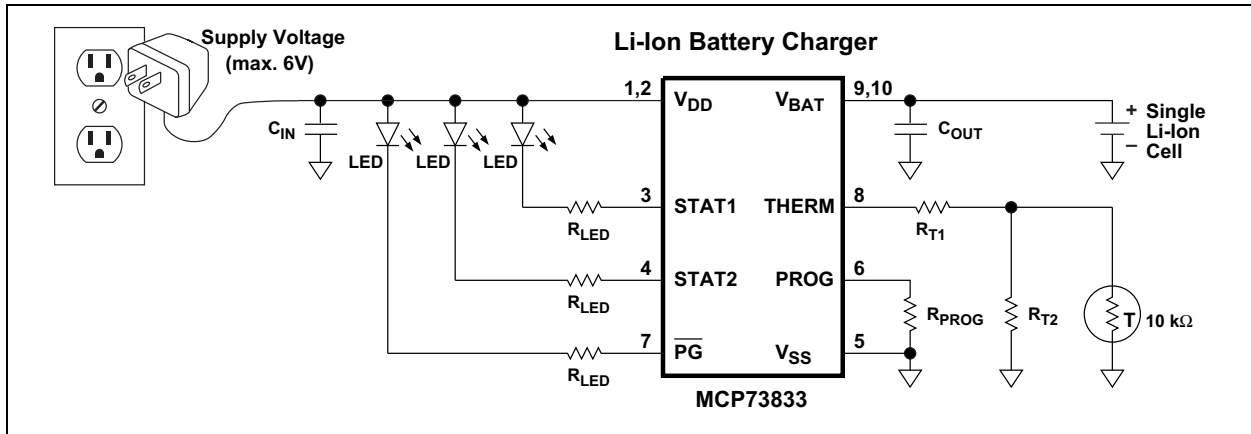 Supply Voltage
(max. 6V)
Li-Ion Battery Charger
1,2
VDD
VBAT
9,10
CIN
LED
LED
LED
COUT
+ Single
Li-Ion
– Cell
3
STAT1
THERM
8
RLED
RT1
4
STAT2
PROG
6
RLED
RPROG
RT2
T
10 kΩ
7
PG
VSS
5
RLED
MCP73833